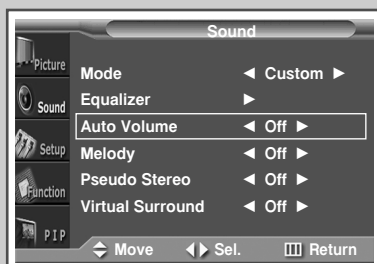 Sound
Picture
Sound
Setup
Function
PIP
Mode ◄ Custom ►
Equalizer ►
Auto Volume ◄ Off ►
Melody ◄ Off ►
Pseudo Stereo ◄ Off ►
Virtual Surround ◄ Off ►
Move Sel. Return